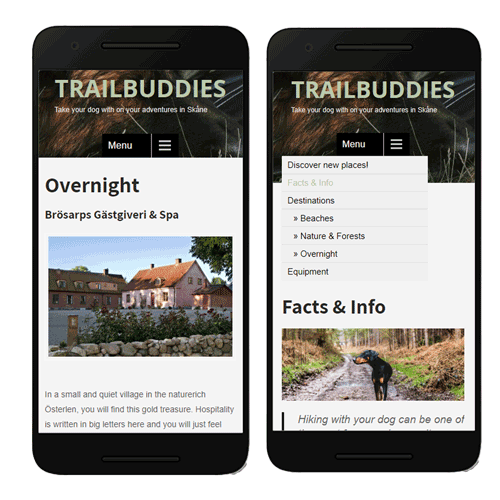 TRAILBUDDIES
Take your dog with on your adventures in Skåne
Menu
Overnight
Brösarps Gästgiveri & Spa
In a small and quiet village in the naturerich
Österlen, you will find this gold treasure. Hospitality
is written in big letters here and you will just feel
TRAILBUDDIES
Take your dog with on your adventures in Skåne
Menu
Discover new places!
Facts & Info
Destinations
» Beaches
» Nature & Forests
» Overnight
Equipment
Facts & Info
Hiking with your dog can be one of